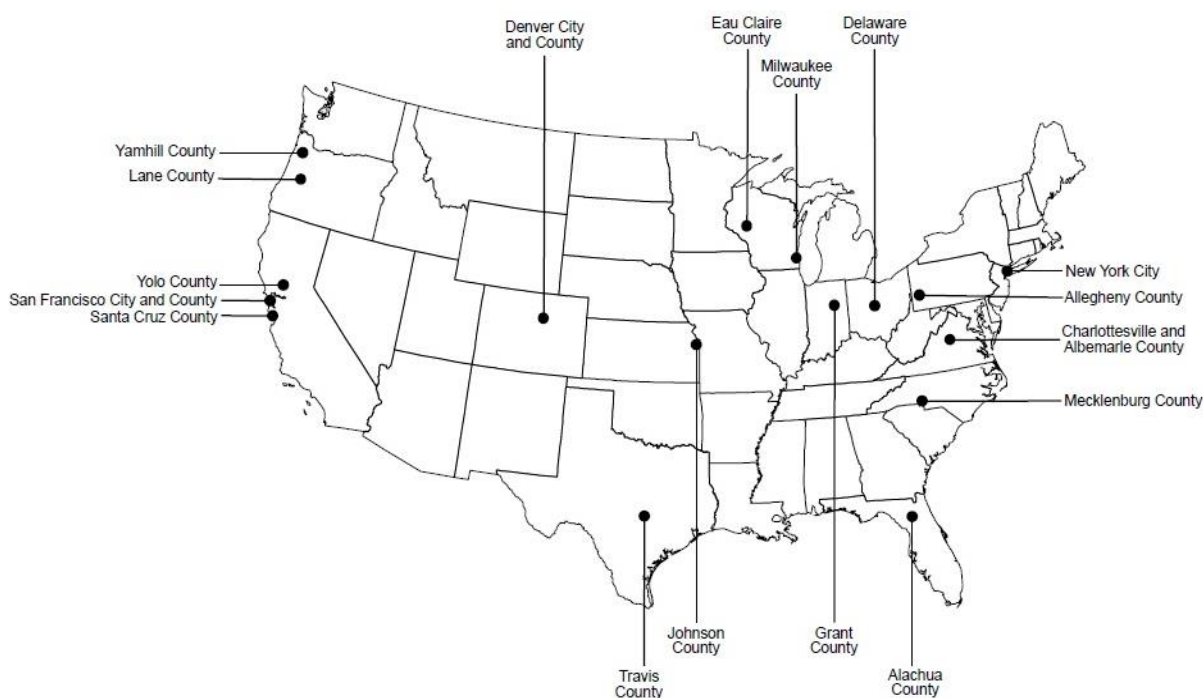 Denver City
and County
Eau Claire
County
Delaware
County
Milwaukee
County
Yamhill County
Lane County
Yolo County
San Francisco City and County
Santa Cruz County
New York City
Allegheny County
Charlottesville and
Albemarle County
Mecklenburg County
Johnson
County
Grant
County
Travis
County
Alachua
County